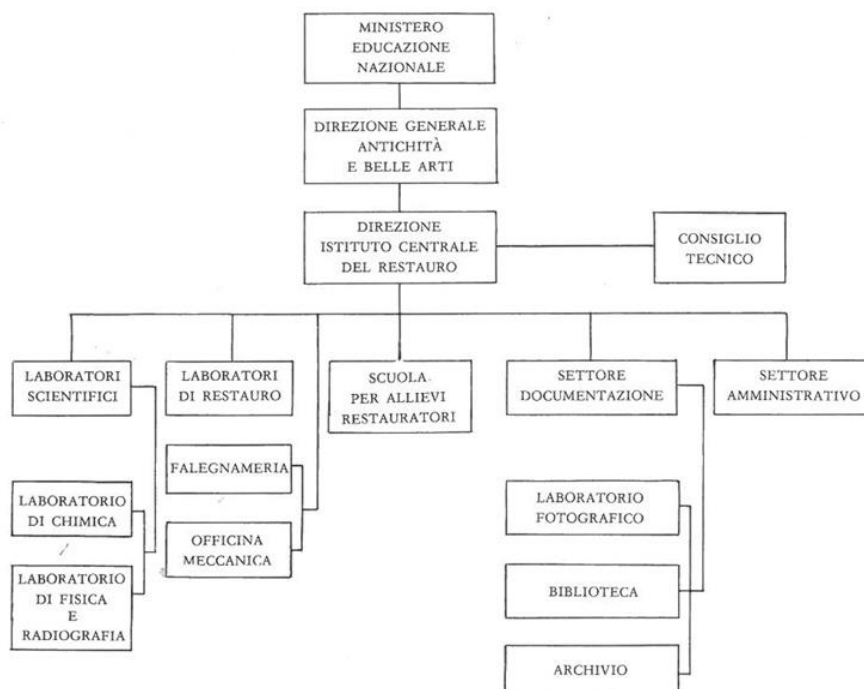 MINISTERO
EDUCAZIONE
NAZIONALE
DIREZIONE GENERALE
ANTICHITÀ
E BELLE ARTI
DIREZIONE
ISTITUTO CENTRALE
DEL RESTAURO
CONSIGLIO
TECNICO
LABORATORI
SCIENTIFICI
LABORATORI
DI RESTAURO
SCUOLA
PER ALLIEVI
RESTAURATORI
SETTORE
DOCUMENTAZIONE
SETTORE
AMMINISTRATIVO
FALEGNAMERIA
LABORATORIO
DI CHIMICA
OFFICINA
MECCANICA
LABORATORIO
FOTOGRAFICO
LABORATORIO
DI FISICA
E
RADIOGRAFIA
BIBLIOTECA
ARCHIVIO